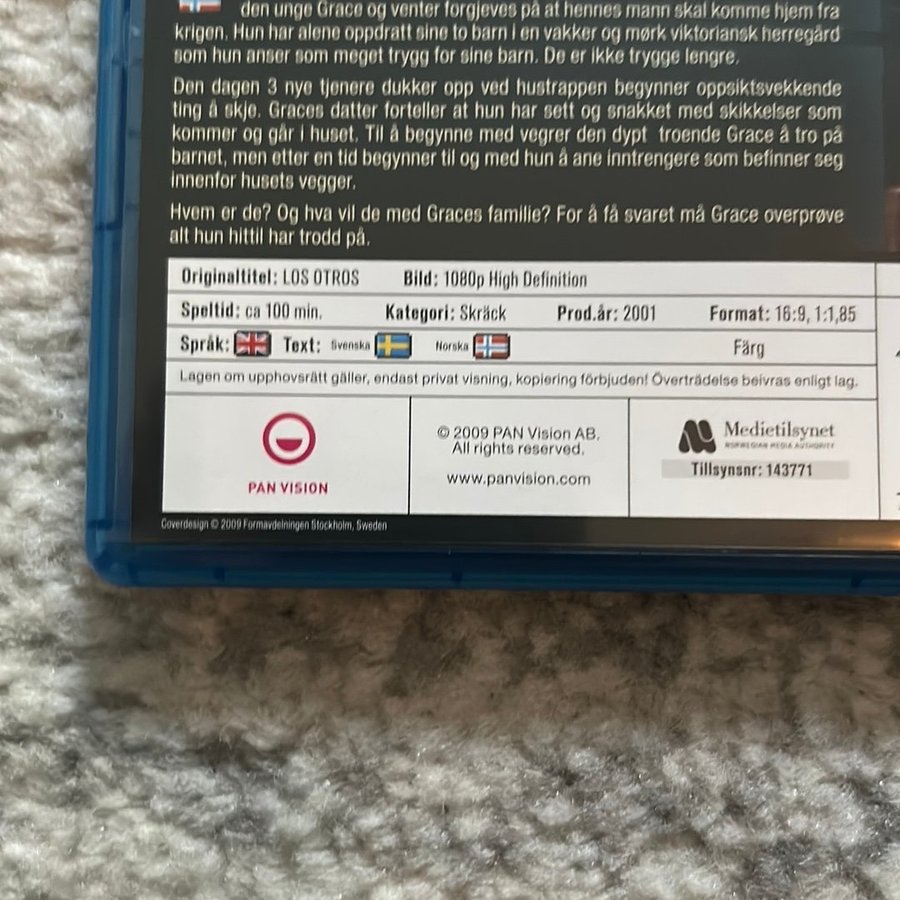 den unge Grace og venter forgjeves på at hennes mann skal komme hjem fra
krigen. Hun har alene oppdratt sine to barn i en vakker og mørk viktoriansk herregård
som hun anser som meget trygg for sine barn. De er ikke trygge lengre.
Den dagen 3 nye tjenere dukker opp ved hustrappen begynner oppsiktsvekkende
ting å skje. Graces datter forteller at hun har sett og snakket med skikkelser som
kommer og går i huset. Til å begynne med vegrer den dypt troende Grace å tro på
barnet, men etter en tid begynner til og med hun å ane inntrengere som befinner seg
innenfor husets vegger.
Hvem er de? Og hva vil de med Graces familie? For å få svaret må Grace overprøve
alt hun hittil har trodd på.
Originaltitel: LOS OTROS Bild: 1080p High Definition
Speltid: ca 100 min. Kategori: Skräck Prod.år: 2001 Format: 16:9, 1:1,85
Språk: Text: Svenska Norska Färg
Lagen om upphovsrätt gäller, endast privat visning, kopiering förbjuden! Överträdelse beivras enligt lag.
PAN VISION
© 2009 PAN Vision AB.
All rights reserved.
www.panvision.com
Medietilsynet
NORWEGIAN MEDIA AUTHORITY
Tillsynsnr: 143771
Coverdesign © 2009 Formavdelningen Stockholm, Sweden